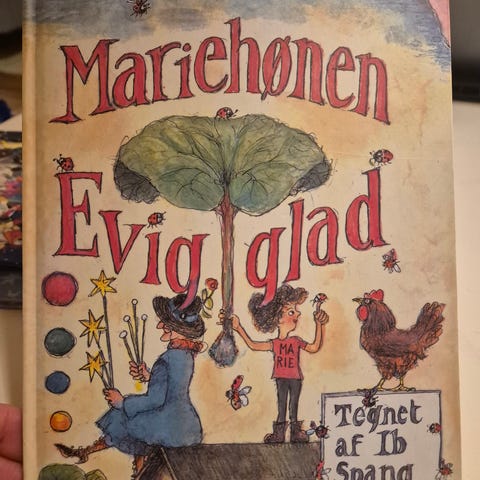 Mariehønen
Evig glad
MA
RIE
Tegnet
af Ib
Spang